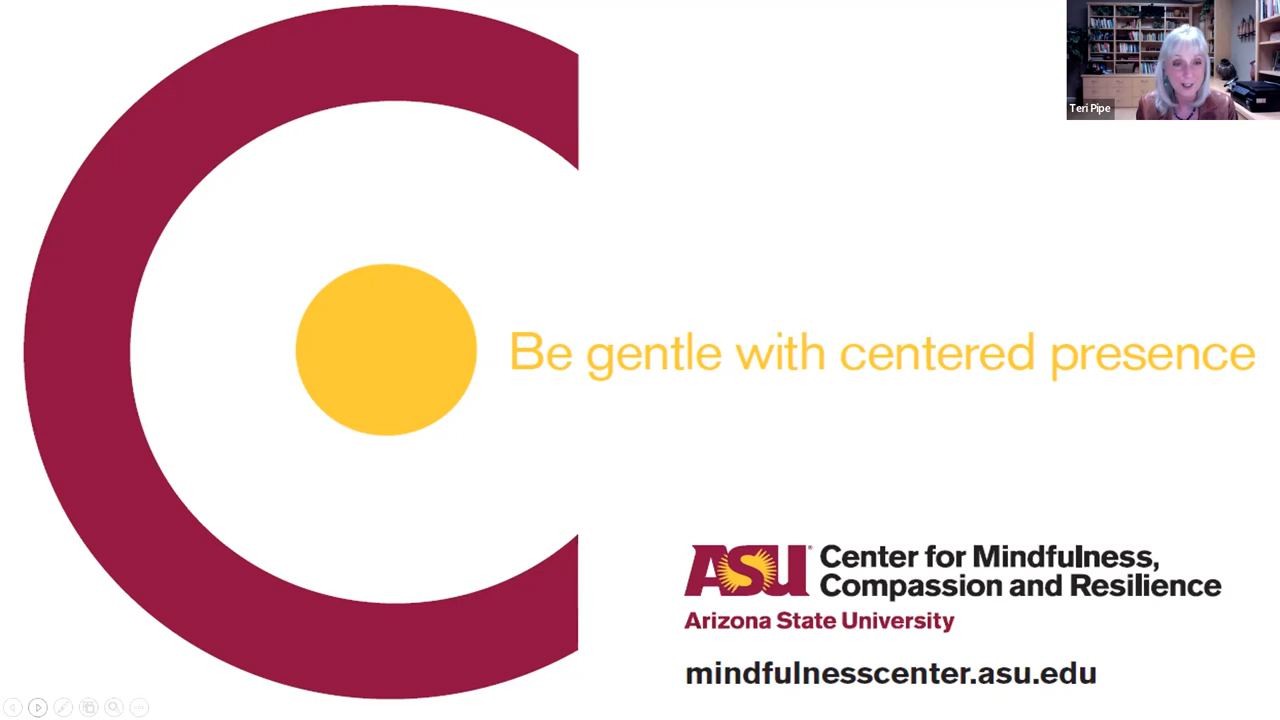 Teri Pipe
Be gentle with centered presence
ASU® Center for Mindfulness,
Compassion and Resilience
Arizona State University
mindfulnesscenter.asu.edu